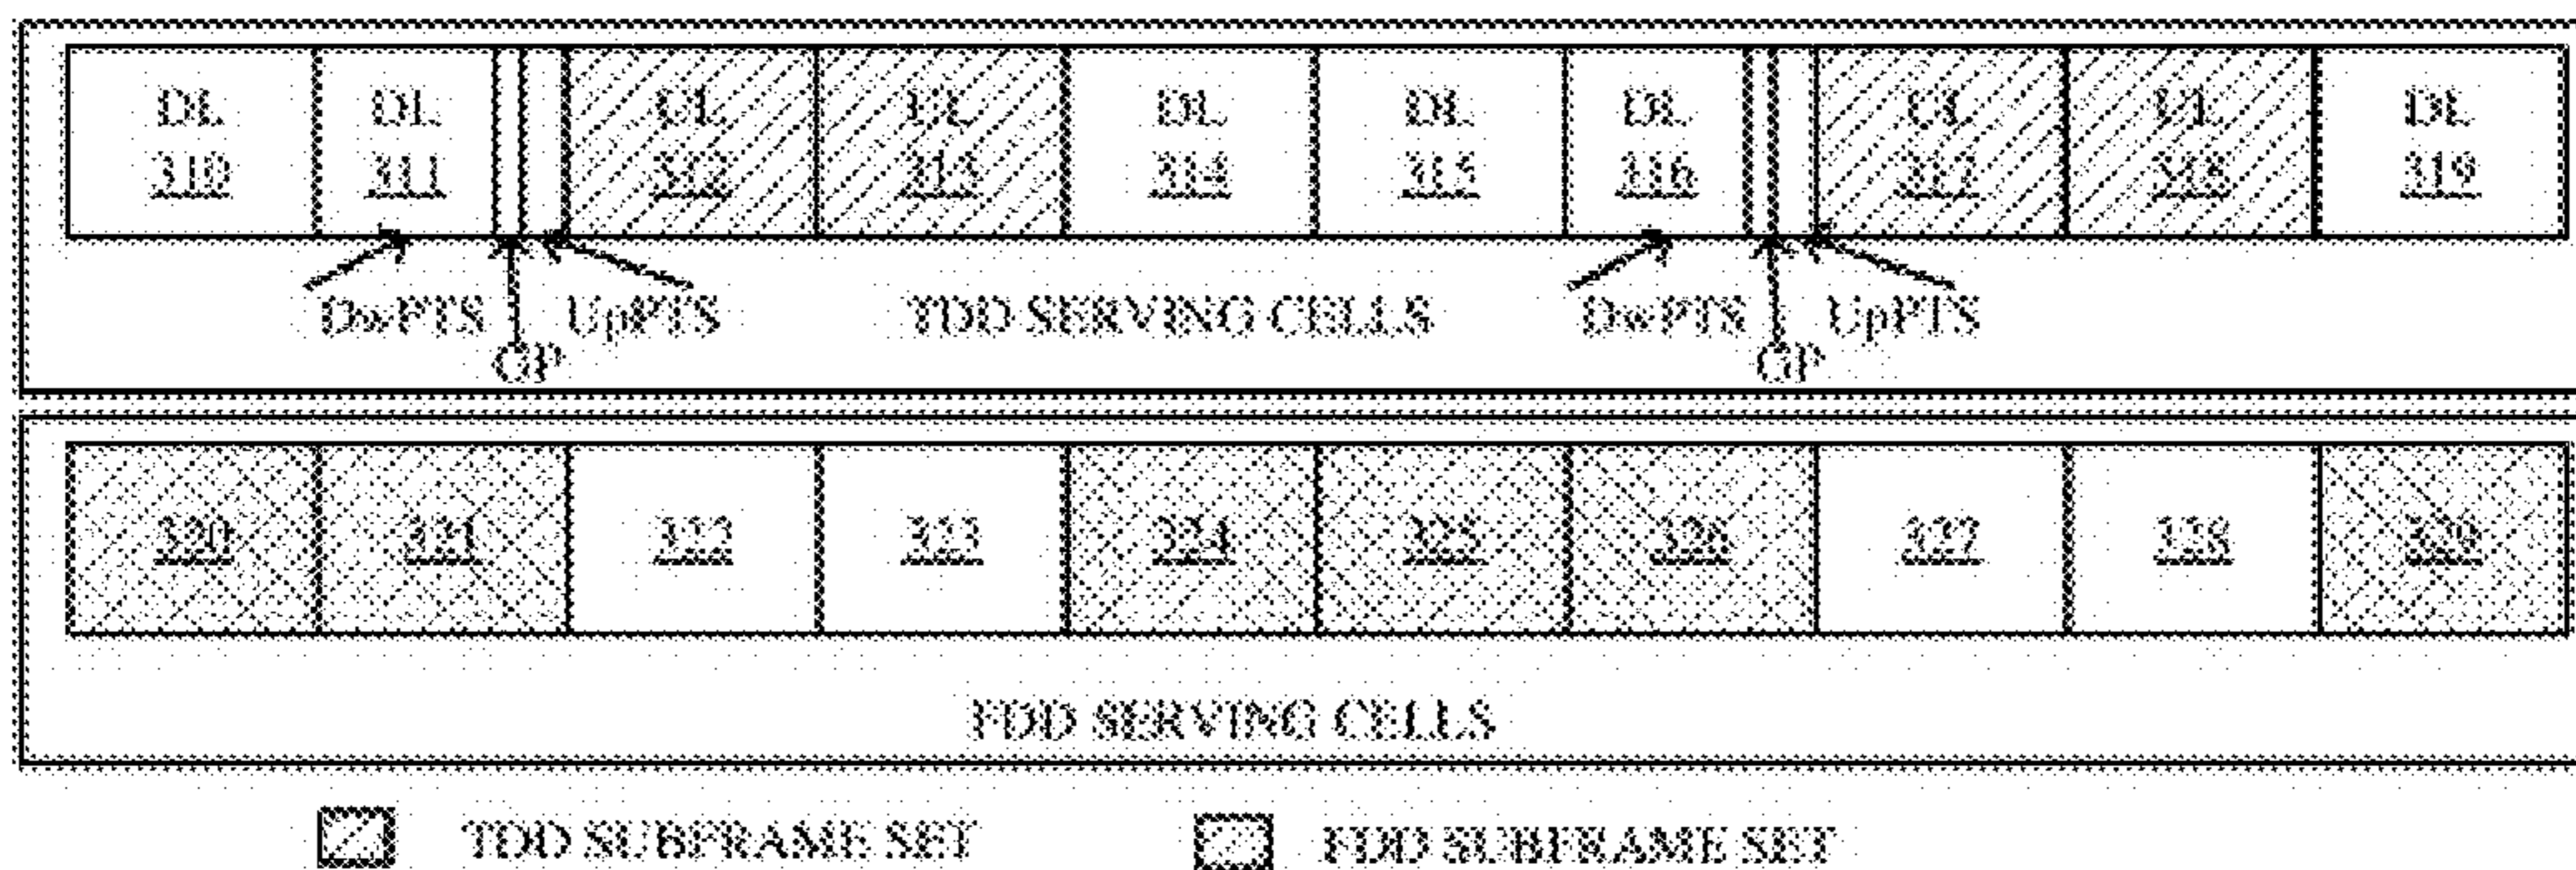 DL DL UL UL DL DL DL UL UL DL
310 311 312 313 314 315 316 317 318 319
DwPTS UpPTS TDD SERVING CELLS DwPTS UpPTS
GP GP
320 321 322 323 324 325 326 327 328 329
FDD SERVING CELLS
TDD SUBFRAME SET FDD SUBFRAME SET